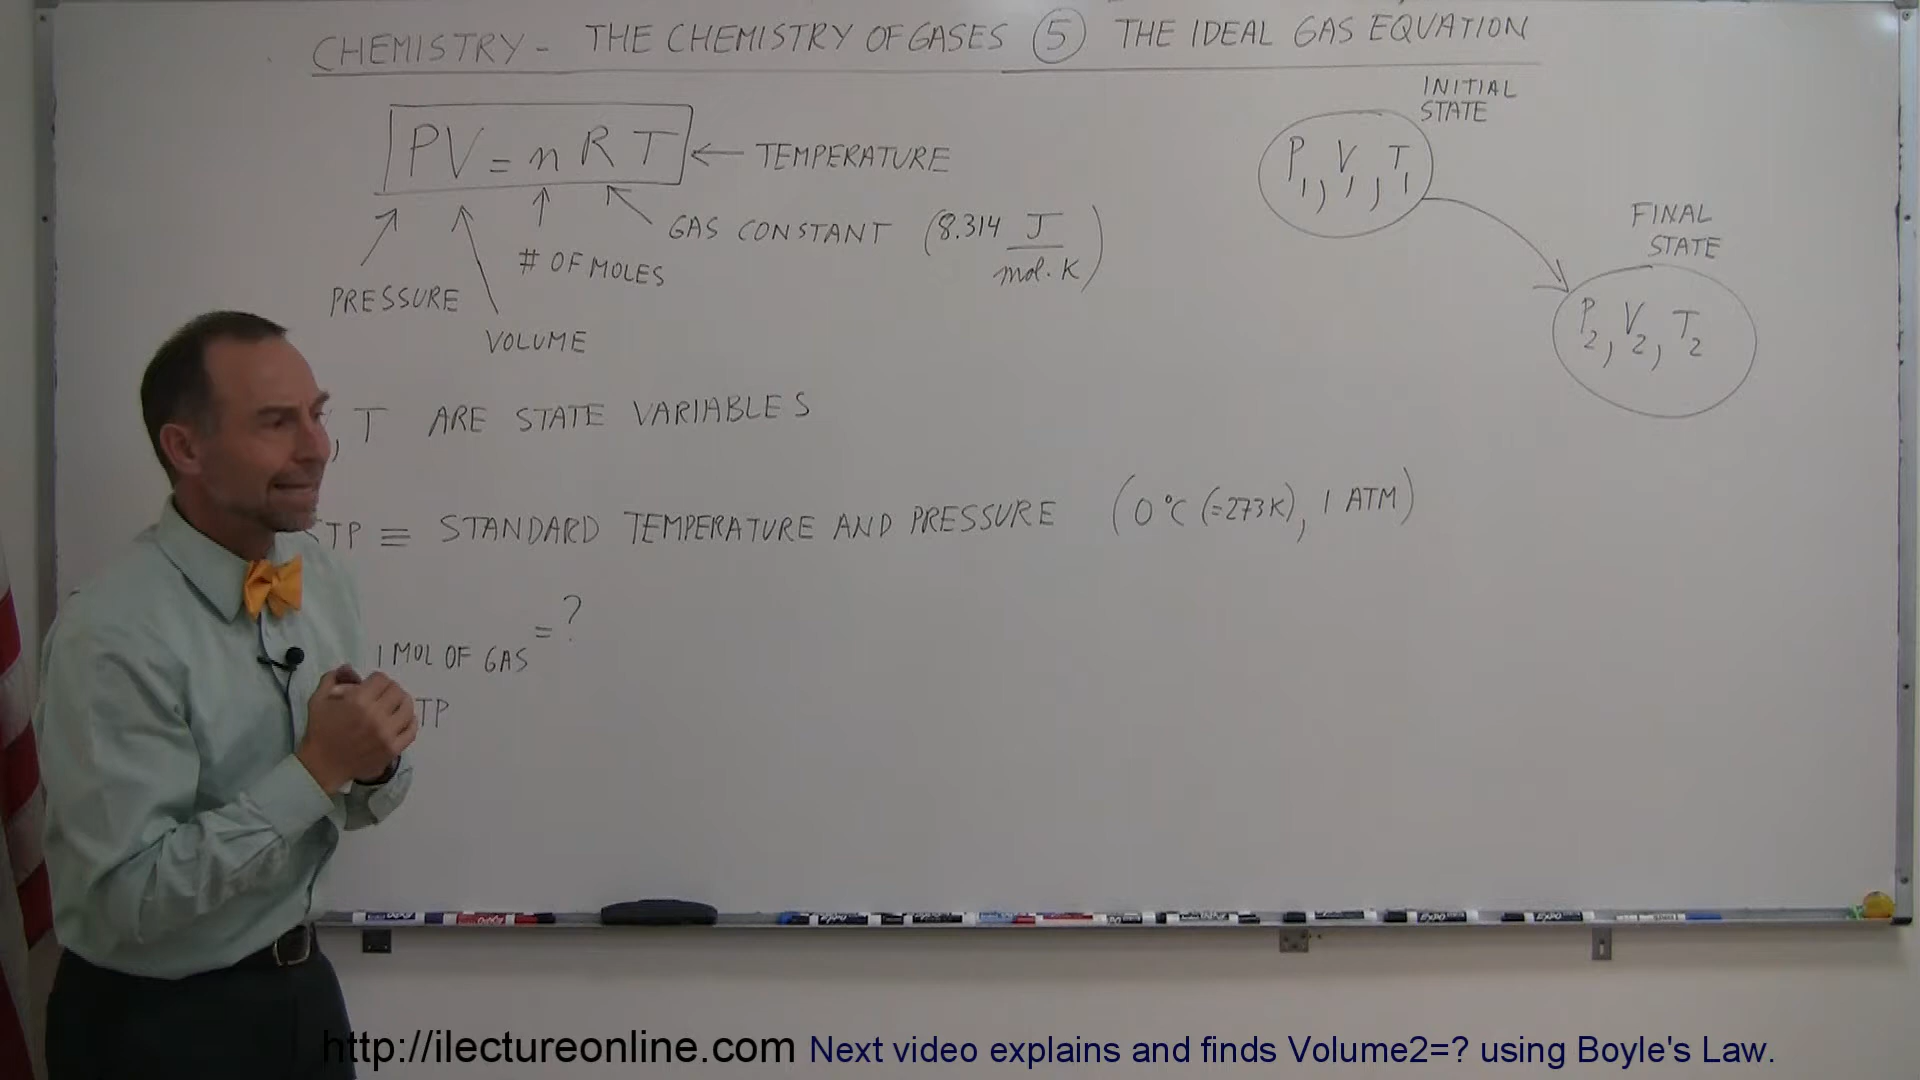 CHEMISTRY - THE CHEMISTRY OF GASES 5 THE IDEAL GAS EQUATION
INITIAL
STATE
PV = nRT ← TEMPERATURE
P1, V1, T1
GAS CONSTANT (8.314 J / mol·K)
# OF MOLES
PRESSURE
VOLUME
FINAL
STATE
P2, V2, T2
, T ARE STATE VARIABLES
TP ≡ STANDARD TEMPERATURE AND PRESSURE (0°C (=273K), 1 ATM)
1 MOL OF GAS = ?
TP
http://ilectureonline.com Next video explains and finds Volume2=? using Boyle's Law.